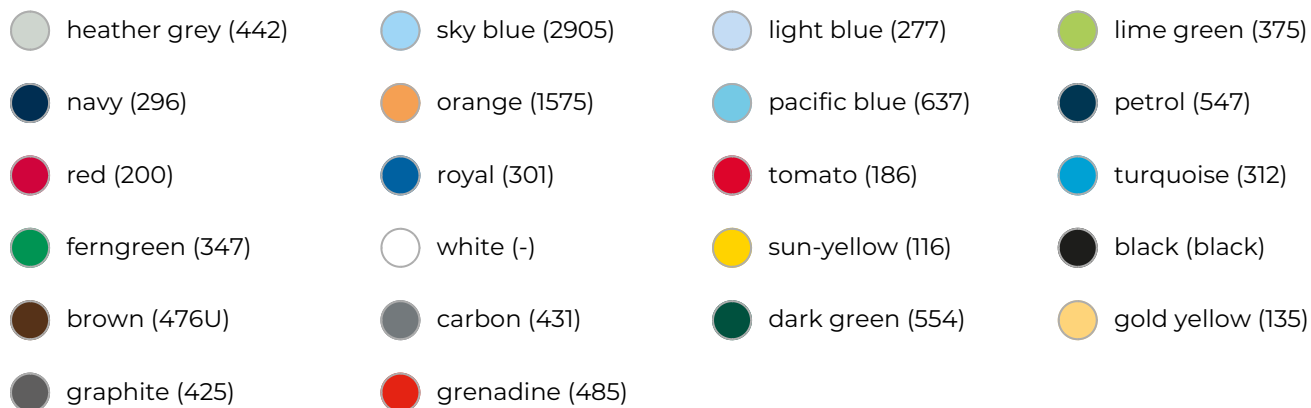 heather grey (442) sky blue (2905) light blue (277) lime green (375)
navy (296) orange (1575) pacific blue (637) petrol (547)
red (200) royal (301) tomato (186) turquoise (312)
ferngreen (347) white (-) sun-yellow (116) black (black)
brown (476U) carbon (431) dark green (554) gold yellow (135)
graphite (425) grenadine (485)